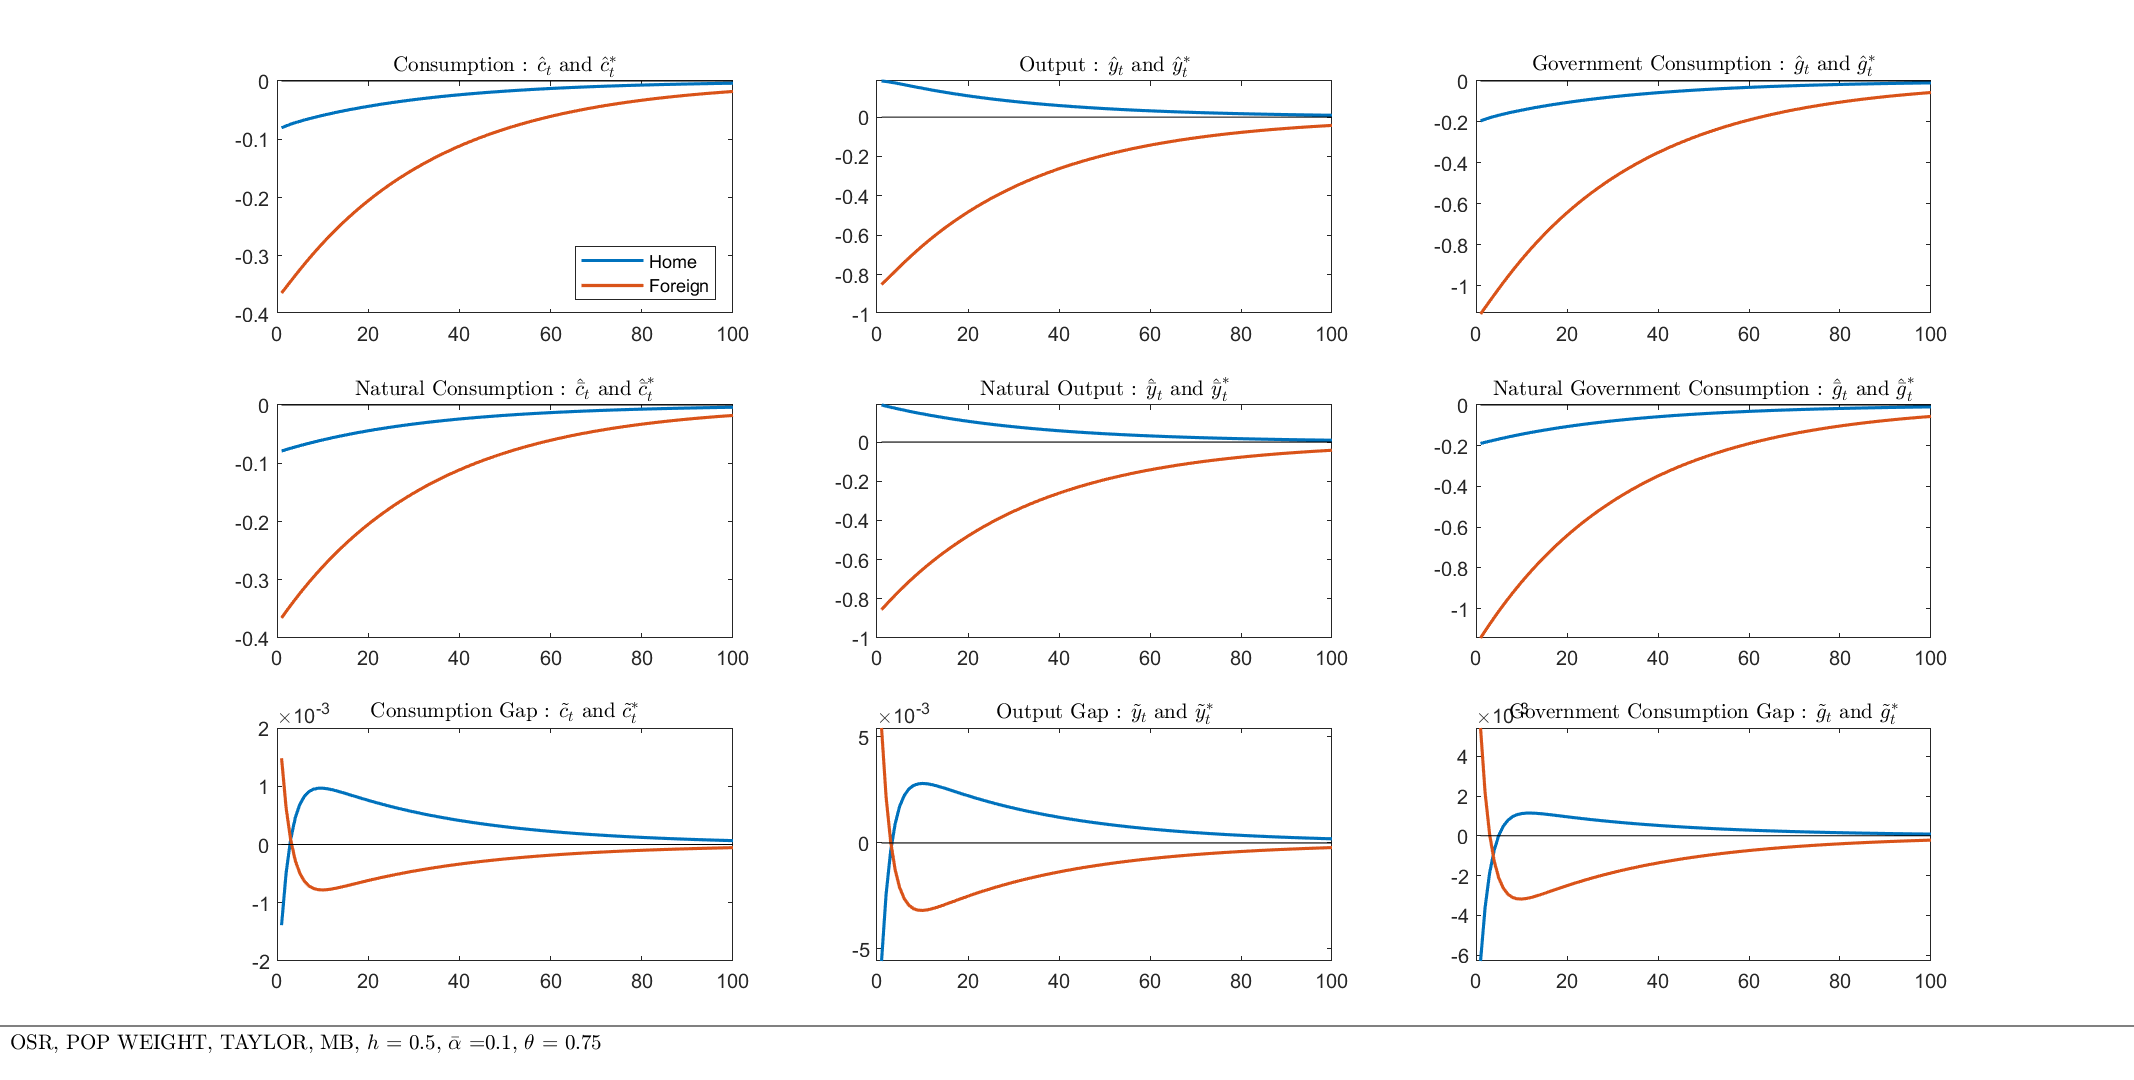 Consumption : ĉₜ and ĉₜ*
0
-0.1
-0.2
-0.3
-0.4
0 20 40 60 80 100
Home
Foreign
Output : ŷₜ and ŷₜ*
0
-0.2
-0.4
-0.6
-0.8
-1
0 20 40 60 80 100
Government Consumption : ĝₜ and ĝₜ*
0
-0.2
-0.4
-0.6
-0.8
-1
0 20 40 60 80 100
Natural Consumption : ĉ̄ₜ and ĉ̄ₜ*
0
-0.1
-0.2
-0.3
-0.4
0 20 40 60 80 100
Natural Output : ŷ̄ₜ and ŷ̄ₜ*
0
-0.2
-0.4
-0.6
-0.8
-1
0 20 40 60 80 100
Natural Government Consumption : ĝ̄ₜ and ĝ̄ₜ*
0
-0.2
-0.4
-0.6
-0.8
-1
0 20 40 60 80 100
Consumption Gap : c̃ₜ and c̃ₜ*
×10⁻³
2
1
0
-1
-2
0 20 40 60 80 100
Output Gap : ỹₜ and ỹₜ*
×10⁻³
5
0
-5
0 20 40 60 80 100
Government Consumption Gap : g̃ₜ and g̃ₜ*
×10⁻³
4
2
0
-2
-4
-6
0 20 40 60 80 100
OSR, POP WEIGHT, TAYLOR, MB, h = 0.5, ᾱ =0.1, θ = 0.75